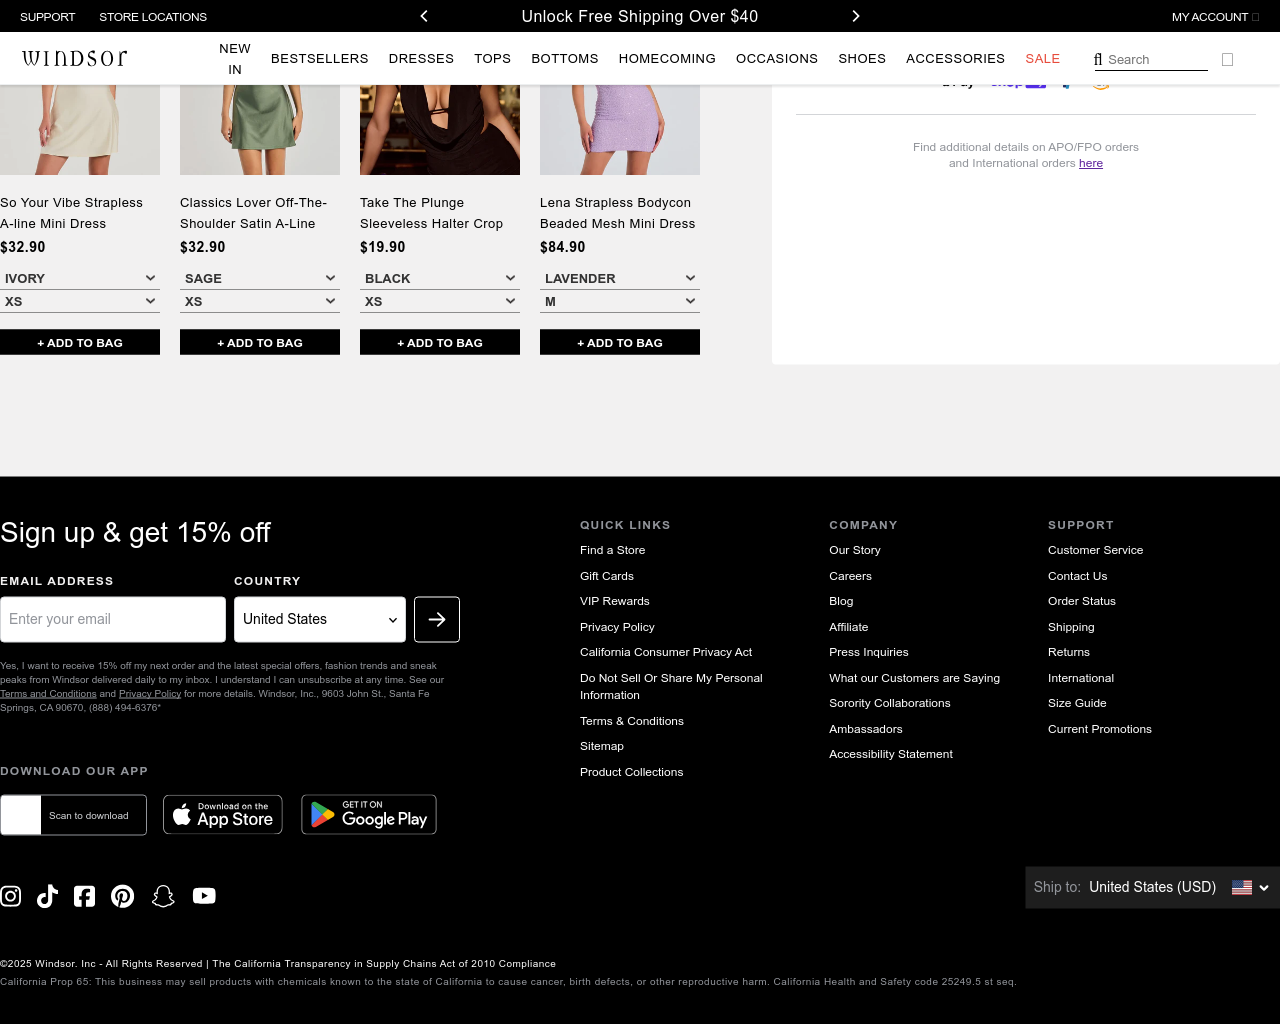 SUPPORT STORE LOCATIONS
Unlock Free Shipping Over $40
MY ACCOUNT
WINDSOR
NEW IN
BESTSELLERS DRESSES TOPS BOTTOMS HOMECOMING OCCASIONS SHOES ACCESSORIES SALE
Search
Find additional details on APO/FPO orders
and International orders here
So Your Vibe Strapless
A-line Mini Dress
$32.90
IVORY
XS
+ ADD TO BAG
Classics Lover Off-The-
Shoulder Satin A-Line
$32.90
SAGE
XS
+ ADD TO BAG
Take The Plunge
Sleeveless Halter Crop
$19.90
BLACK
XS
+ ADD TO BAG
Lena Strapless Bodycon
Beaded Mesh Mini Dress
$84.90
LAVENDER
M
+ ADD TO BAG
Sign up & get 15% off
EMAIL ADDRESS
Enter your email
COUNTRY
United States
Yes, I want to receive 15% off my next order and the latest special offers, fashion trends and sneak
peaks from Windsor delivered daily to my inbox. I understand I can unsubscribe at any time. See our
Terms and Conditions and Privacy Policy for more details. Windsor, Inc., 9603 John St., Santa Fe
Springs, CA 90670, (888) 494-6376*
DOWNLOAD OUR APP
Scan to download
Download on the
App Store
GET IT ON
Google Play
QUICK LINKS
Find a Store
Gift Cards
VIP Rewards
Privacy Policy
California Consumer Privacy Act
Do Not Sell Or Share My Personal
Information
Terms & Conditions
Sitemap
Product Collections
COMPANY
Our Story
Careers
Blog
Affiliate
Press Inquiries
What our Customers are Saying
Sorority Collaborations
Ambassadors
Accessibility Statement
SUPPORT
Customer Service
Contact Us
Order Status
Shipping
Returns
International
Size Guide
Current Promotions
Ship to: United States (USD)
©2025 Windsor. Inc - All Rights Reserved | The California Transparency in Supply Chains Act of 2010 Compliance
California Prop 65: This business may sell products with chemicals known to the state of California to cause cancer, birth defects, or other reproductive harm. California Health and Safety code 25249.5 st seq.